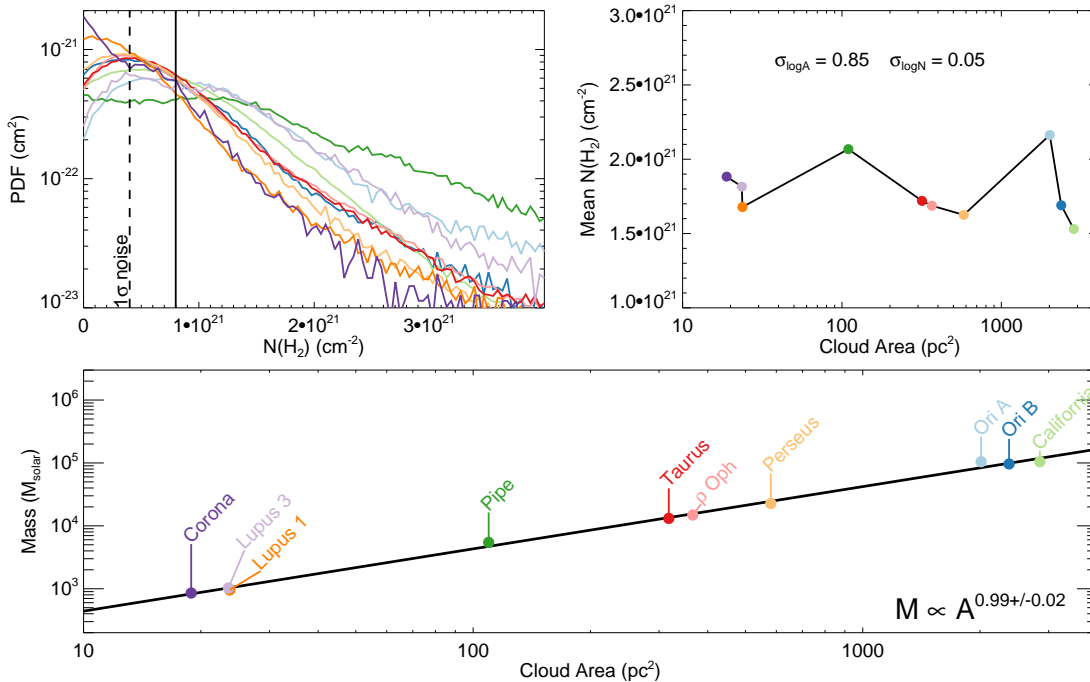 10⁻²¹
10⁻²²
10⁻²³
PDF (cm²)
1σ noise
0
1•10²¹
2•10²¹
3•10²¹
N(H₂) (cm⁻²)
3.0•10²¹
2.5•10²¹
2.0•10²¹
1.5•10²¹
1.0•10²¹
Mean N(H₂) (cm⁻²)
σlogA = 0.85 σlogN = 0.05
10
100
1000
Cloud Area (pc²)
10⁶
10⁵
10⁴
10³
Mass (Msolar)
Corona
Lupus 3
Lupus 1
Pipe
Taurus
ρ Oph
Perseus
Ori A
Ori B
California
M ∝ A^0.99+/-0.02
10
100
1000
Cloud Area (pc²)